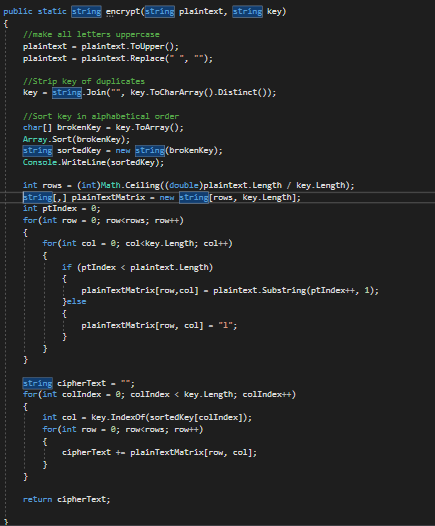 public static string encrypt(string plaintext, string key)
{
//make all letters uppercase
plaintext = plaintext.ToUpper();
plaintext = plaintext.Replace(" ", "");
//Strip key of duplicates
key = string.Join("", key.ToCharArray().Distinct());
//Sort key in alphabetical order
char[] brokenKey = key.ToArray();
Array.Sort(brokenKey);
string sortedKey = new string(brokenKey);
Console.WriteLine(sortedKey);
int rows = (int)Math.Ceiling((double)plaintext.Length / key.Length);
string[,] plainTextMatrix = new string[rows, key.Length];
int ptIndex = 0;
for(int row = 0; row<rows; row++)
{
for(int col = 0; col<key.Length; col++)
{
if (ptIndex < plaintext.Length)
{
plainTextMatrix[row,col] = plaintext.Substring(ptIndex++, 1);
}else
{
plainTextMatrix[row, col] = "l";
}
}
}
string cipherText = "";
for(int colIndex = 0; colIndex < key.Length; colIndex++)
{
int col = key.IndexOf(sortedKey[colIndex]);
for(int row = 0; row<rows; row++)
{
cipherText += plainTextMatrix[row, col];
}
}
return cipherText;
}